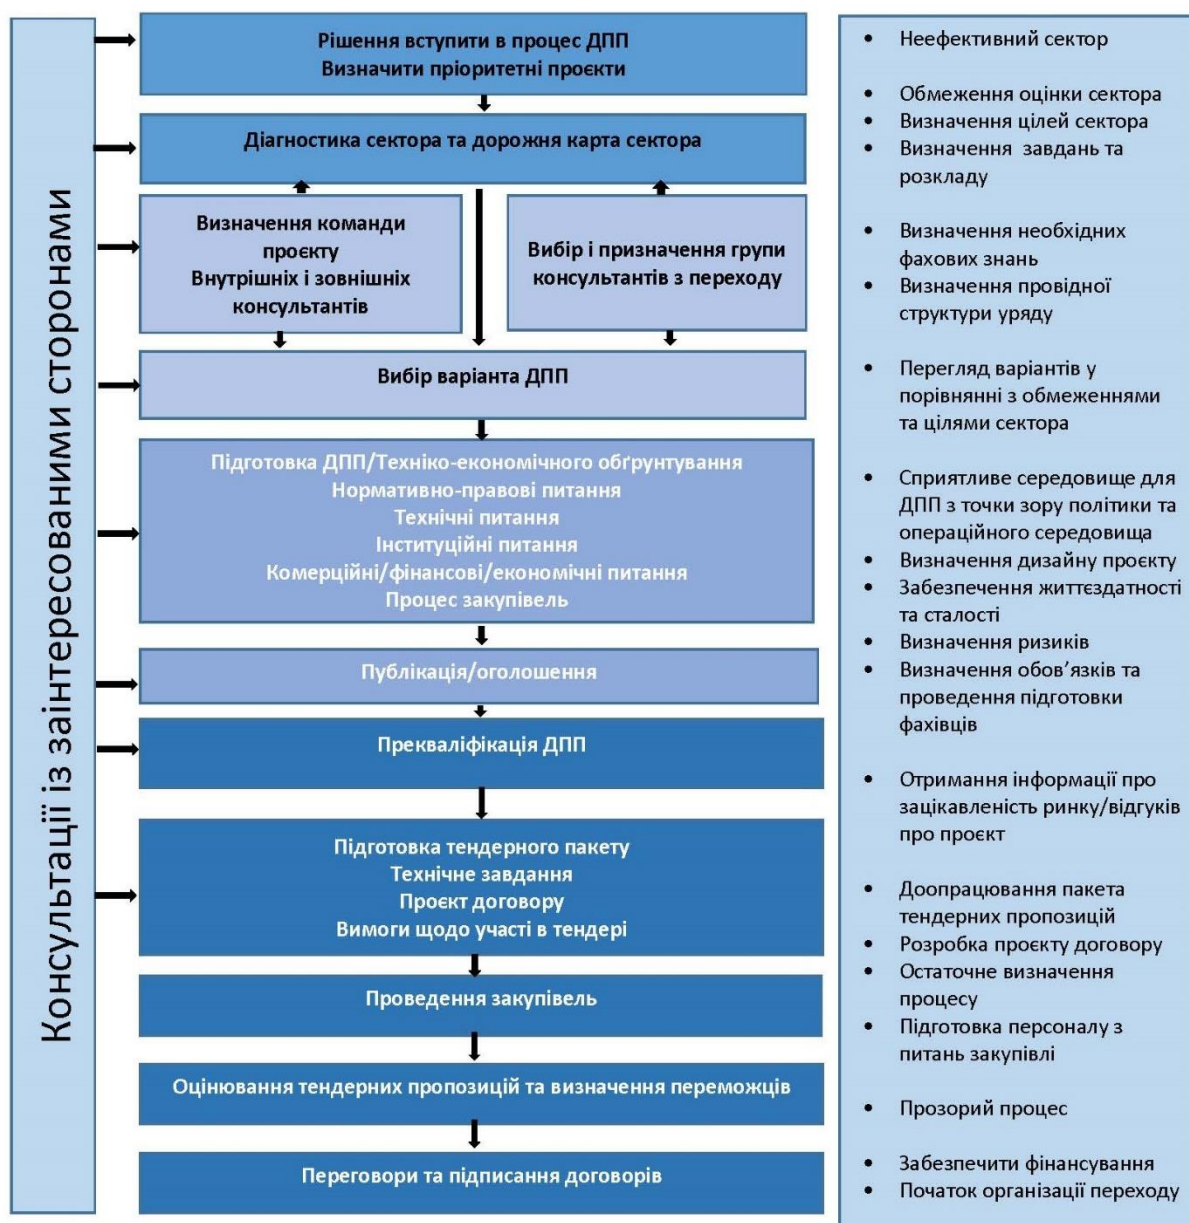 Консультації із заінтересованими сторонами
Рішення вступити в процес ДПП
Визначити пріоритетні проєкти
Діагностика сектора та дорожня карта сектора
Визначення команди
проєкту
Внутрішніх і зовнішніх
консультантів
Вибір і призначення групи
консультантів з переходу
Вибір варіанта ДПП
Підготовка ДПП/Техніко-економічного обґрунтування
Нормативно-правові питання
Технічні питання
Інституційні питання
Комерційні/фінансові/економічні питання
Процес закупівель
Публікація/оголошення
Прекваліфікація ДПП
Підготовка тендерного пакету
Технічне завдання
Проєкт договору
Вимоги щодо участі в тендері
Проведення закупівель
Оцінювання тендерних пропозицій та визначення переможців
Переговори та підписання договорів
• Неефективний сектор
• Обмеження оцінки сектора
• Визначення цілей сектора
• Визначення завдань та
розкладу
• Визначення необхідних
фахових знань
• Визначення провідної
структури уряду
• Перегляд варіантів у
порівнянні з обмеженнями
та цілями сектора
• Сприятливе середовище для
ДПП з точки зору політики та
операційного середовища
• Визначення дизайну проєкту
• Забезпечення життєздатності
та сталості
• Визначення ризиків
• Визначення обов’язків та
проведення підготовки
фахівців
• Отримання інформації про
зацікавленість ринку/відгуків
про проєкт
• Доопрацювання пакета
тендерних пропозицій
• Розробка проєкту договору
• Остаточне визначення
процесу
• Підготовка персоналу з
питань закупівлі
• Прозорий процес
• Забезпечити фінансування
• Початок організації переходу